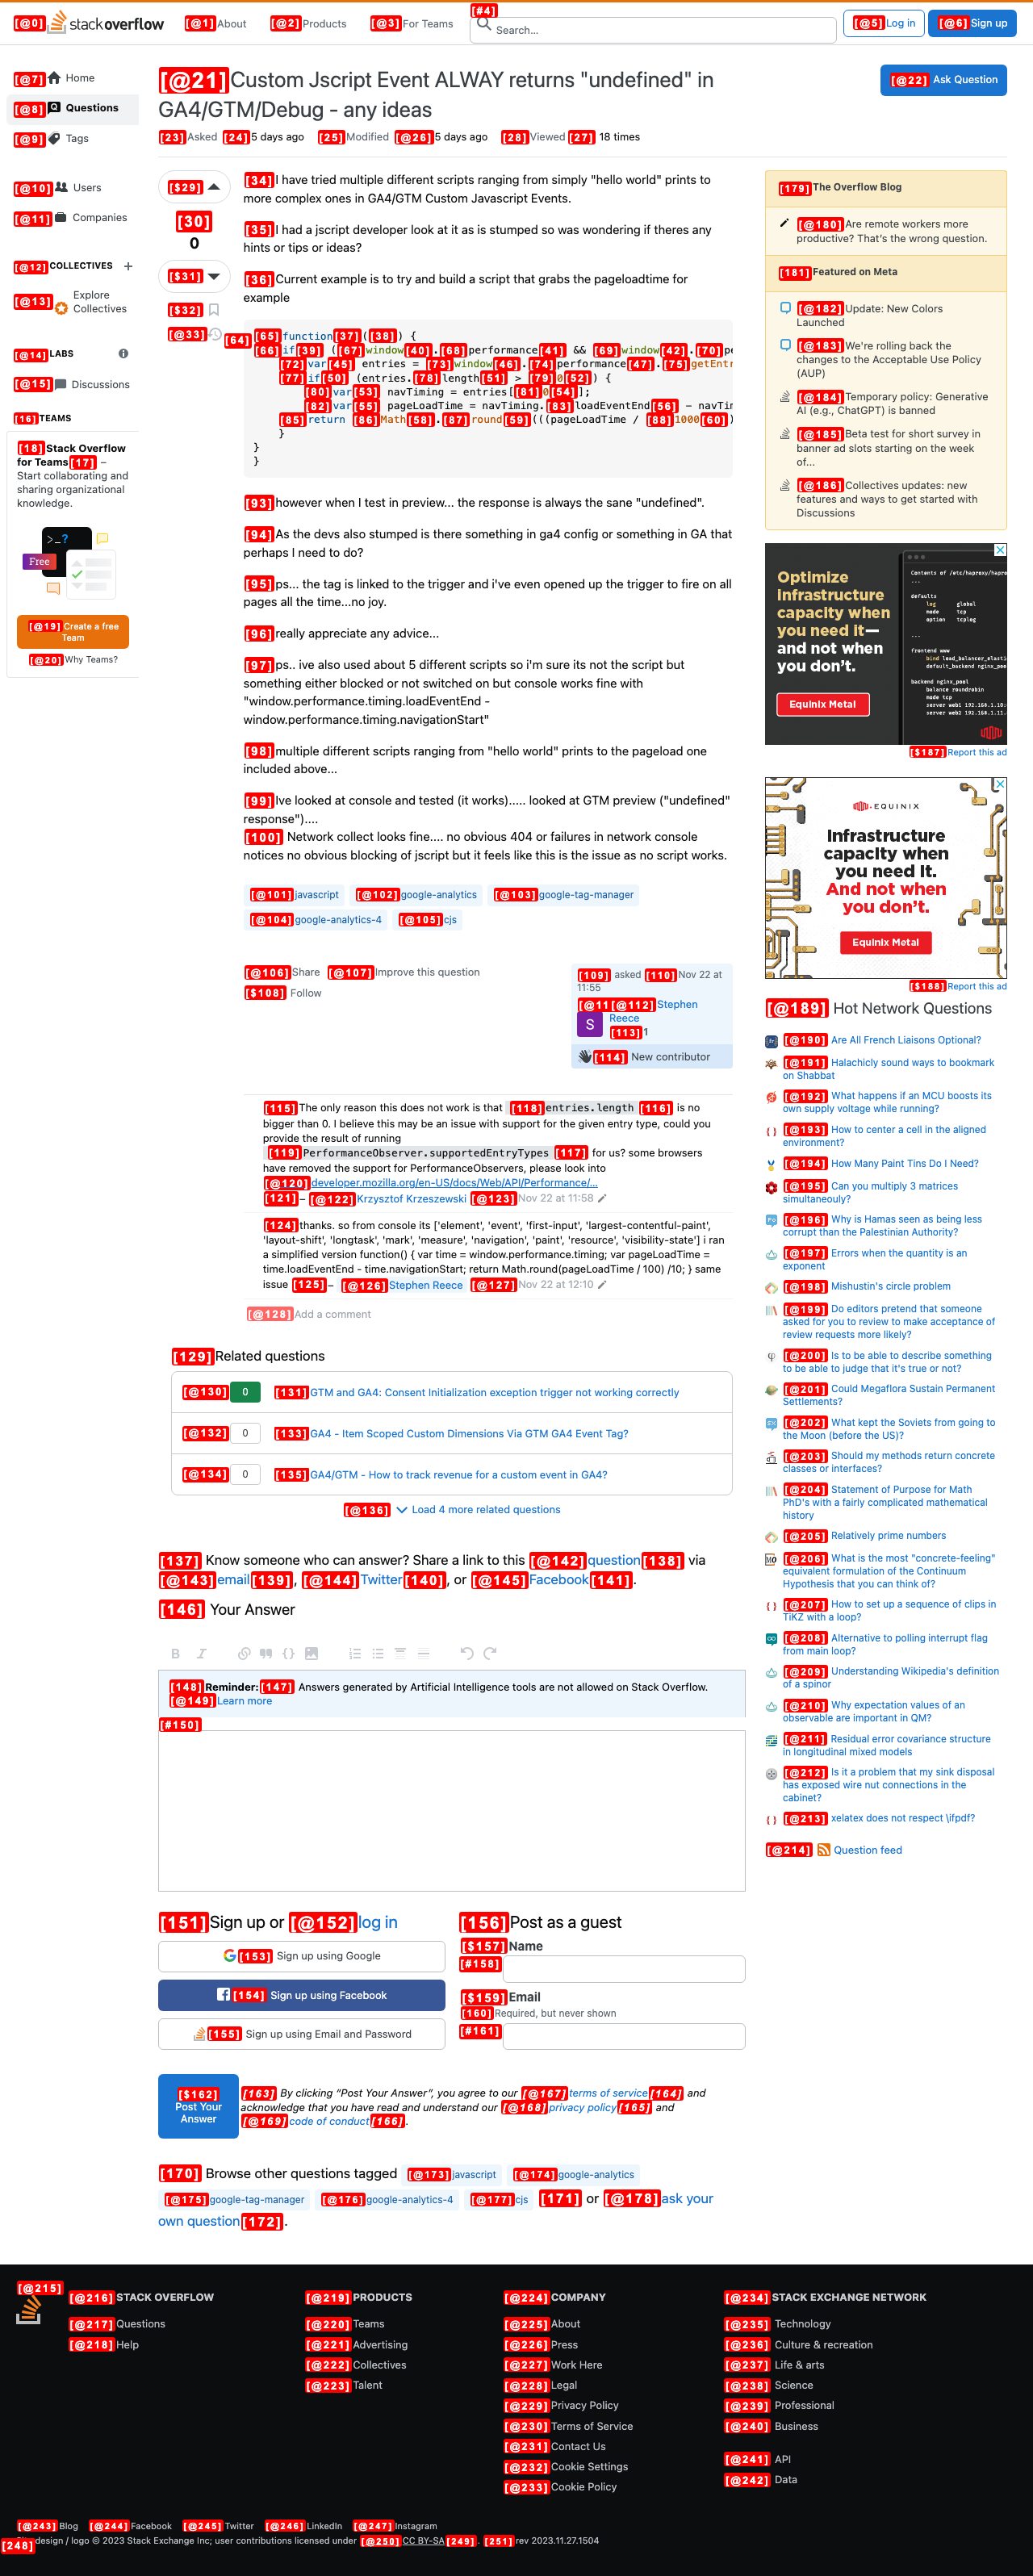 [@0] stackoverflow [@1]About [@2]Products [@3]For Teams [#4] Search... [@5]Log in [@6]Sign up
[@7] Home
[@8] Questions
[@9] Tags
[@10] Users
[@11] Companies
[@12]COLLECTIVES +
[@13] Explore
Collectives
[@14]LABS
[@15] Discussions
[16]TEAMS
[18]Stack Overflow
for Teams[17] –
Start collaborating and
sharing organizational
knowledge.
>_?
Free
[@19]Create a free
Team
[@20]Why Teams?
[@21]Custom Jscript Event ALWAY returns "undefined" in
GA4/GTM/Debug - any ideas
[@22] Ask Question
[23]Asked [24]5 days ago [25]Modified [@26]5 days ago [28]Viewed [27] 18 times
[$29]
[30]
0
[$31]
[$32]
[@33]
[34]I have tried multiple different scripts ranging from simply "hello world" prints to
more complex ones in GA4/GTM Custom Javascript Events.
[35]I had a jscript developer look at it as is stumped so was wondering if theres any
hints or tips or ideas?
[36]Current example is to try and build a script that grabs the pageloadtime for
example
[64] [65]function[37]([38]) {
[66]if[39] ([67]window[40].[68]performance[41] && [69]window[42].[70]pe
[72]var[45] entries = [73]window[46].[74]performance[47].[75]getEntr
[77]if[50] (entries.[78]length[51] > [79]0[52]) {
[80]var[53] navTiming = entries[[81]0[54]];
[82]var[55] pageLoadTime = navTiming.[83]loadEventEnd[56] - navTim
[85]return [86]Math[58].[87]round[59](((pageLoadTime / [88]1000[60])
}
}
}
[93]however when I test in preview... the response is always the sane "undefined".
[94]As the devs also stumped is there something in ga4 config or something in GA that
perhaps I need to do?
[95]ps... the tag is linked to the trigger and i've even opened up the trigger to fire on all
pages all the time...no joy.
[96]really appreciate any advice...
[97]ps.. ive also used about 5 different scripts so i'm sure its not the script but
something either blocked or not switched on but console works fine with
"window.performance.timing.loadEventEnd -
window.performance.timing.navigationStart"
[98]multiple different scripts ranging from "hello world" prints to the pageload one
included above...
[99]Ive looked at console and tested (it works)..... looked at GTM preview ("undefined"
response")....
[100] Network collect looks fine.... no obvious 404 or failures in network console
notices no obvious blocking of jscript but it feels like this is the issue as no script works.
[@101]javascript [@102]google-analytics [@103]google-tag-manager
[@104]google-analytics-4 [@105]cjs
[@106]Share [@107]Improve this question
[$108] Follow
[109] asked [110]Nov 22 at
11:55
[@11[@112]Stephen
Reece
S
[113]1
[114] New contributor
[115]The only reason this does not work is that [118]entries.length [116] is no
bigger than 0. I believe this may be an issue with support for the given entry type, could you
provide the result of running
[119]PerformanceObserver.supportedEntryTypes [117] for us? some browsers
have removed the support for PerformanceObservers, please look into
[@120]developer.mozilla.org/en-US/docs/Web/API/Performance/...
[121]– [@122]Krzysztof Krzeszewski [@123]Nov 22 at 11:58
[124]thanks. so from console its ['element', 'event', 'first-input', 'largest-contentful-paint',
'layout-shift', 'longtask', 'mark', 'measure', 'navigation', 'paint', 'resource', 'visibility-state'] i ran
a simplified version function() { var time = window.performance.timing; var pageLoadTime =
time.loadEventEnd - time.navigationStart; return Math.round(pageLoadTime / 100) /10; } same
issue [125]– [@126]Stephen Reece [@127]Nov 22 at 12:10
[@128]Add a comment
[129]Related questions
[@130] 0 [131]GTM and GA4: Consent Initialization exception trigger not working correctly
[@132] 0 [133]GA4 - Item Scoped Custom Dimensions Via GTM GA4 Event Tag?
[@134] 0 [135]GA4/GTM - How to track revenue for a custom event in GA4?
[@136] Load 4 more related questions
[137] Know someone who can answer? Share a link to this [@142]question[138] via
[@143]email[139], [@144]Twitter[140], or [@145]Facebook[141].
[146] Your Answer
B I
[148]Reminder:[147] Answers generated by Artificial Intelligence tools are not allowed on Stack Overflow.
[@149]Learn more
[#150]
[151]Sign up or [@152]log in
[153] Sign up using Google
[154] Sign up using Facebook
[155] Sign up using Email and Password
[156]Post as a guest
[$157]Name
[#158]
[$159]Email
[160]Required, but never shown
[#161]
[$162]
Post Your
Answer
[163] By clicking “Post Your Answer”, you agree to our [@167]terms of service[164] and
acknowledge that you have read and understand our [@168]privacy policy[165] and
[@169]code of conduct[166].
[170] Browse other questions tagged [@173]javascript [@174]google-analytics
[@175]google-tag-manager [@176]google-analytics-4 [@177]cjs [171] or [@178]ask your
own question[172].
[179]The Overflow Blog
[@180]Are remote workers more
productive? That's the wrong question.
[181]Featured on Meta
[@182]Update: New Colors
Launched
[@183]We're rolling back the
changes to the Acceptable Use Policy
(AUP)
[@184]Temporary policy: Generative
AI (e.g., ChatGPT) is banned
[@185]Beta test for short survey in
banner ad slots starting on the week
of...
[@186]Collectives updates: new
features and ways to get started with
Discussions
Optimize
infrastructure
capacity when
you need it—
and not when
you don't.
Equinix Metal
Contents of /etc/haproxy/haprox
...
defaults
log global
mode tcp
option tcplog
...
frontend www
bind load_balancer_elasti
default_backend nginx_pool
backend nginx_pool
balance roundrobin
mode tcp
server web1 192.168.1.10:
server web2 192.168.1.11:
[$187]Report this ad
EQUINIX
Infrastructure
capacity when
you need it.
And not when
you don't.
Equinix Metal
[$188]Report this ad
[@189] Hot Network Questions
[@190] Are All French Liaisons Optional?
[@191] Halachicly sound ways to bookmark
on Shabbat
[@192] What happens if an MCU boosts its
own supply voltage while running?
[@193] How to center a cell in the aligned
environment?
[@194] How Many Paint Tins Do I Need?
[@195] Can you multiply 3 matrices
simultaneouly?
[@196] Why is Hamas seen as being less
corrupt than the Palestinian Authority?
[@197] Errors when the quantity is an
exponent
[@198] Mishustin's circle problem
[@199] Do editors pretend that someone
asked for you to review to make acceptance of
review requests more likely?
[@200] Is to be able to describe something
to be able to judge that it's true or not?
[@201] Could Megaflora Sustain Permanent
Settlements?
[@202] What kept the Soviets from going to
the Moon (before the US)?
[@203] Should my methods return concrete
classes or interfaces?
[@204] Statement of Purpose for Math
PhD's with a fairly complicated mathematical
history
[@205] Relatively prime numbers
[@206] What is the most "concrete-feeling"
equivalent formulation of the Continuum
Hypothesis that you can think of?
[@207] How to set up a sequence of clips in
TiKZ with a loop?
[@208] Alternative to polling interrupt flag
from main loop?
[@209] Understanding Wikipedia's definition
of a spinor
[@210] Why expectation values of an
observable are important in QM?
[@211] Residual error covariance structure
in longitudinal mixed models
[@212] Is it a problem that my sink disposal
has exposed wire nut connections in the
cabinet?
[@213] xelatex does not respect \ifpdf?
[@214] Question feed
[@215]
[@216]STACK OVERFLOW
[@217]Questions
[@218]Help
[@219]PRODUCTS
[@220]Teams
[@221]Advertising
[@222]Collectives
[@223]Talent
[@224]COMPANY
[@225]About
[@226]Press
[@227]Work Here
[@228]Legal
[@229]Privacy Policy
[@230]Terms of Service
[@231]Contact Us
[@232]Cookie Settings
[@233]Cookie Policy
[@234]STACK EXCHANGE NETWORK
[@235] Technology
[@236] Culture & recreation
[@237] Life & arts
[@238] Science
[@239] Professional
[@240] Business
[@241] API
[@242] Data
[@243]Blog [@244]Facebook [@245]Twitter [@246]LinkedIn [@247]Instagram
[248] design / logo © 2023 Stack Exchange Inc; user contributions licensed under [@250]CC BY-SA[249]. [251]rev 2023.11.27.1504